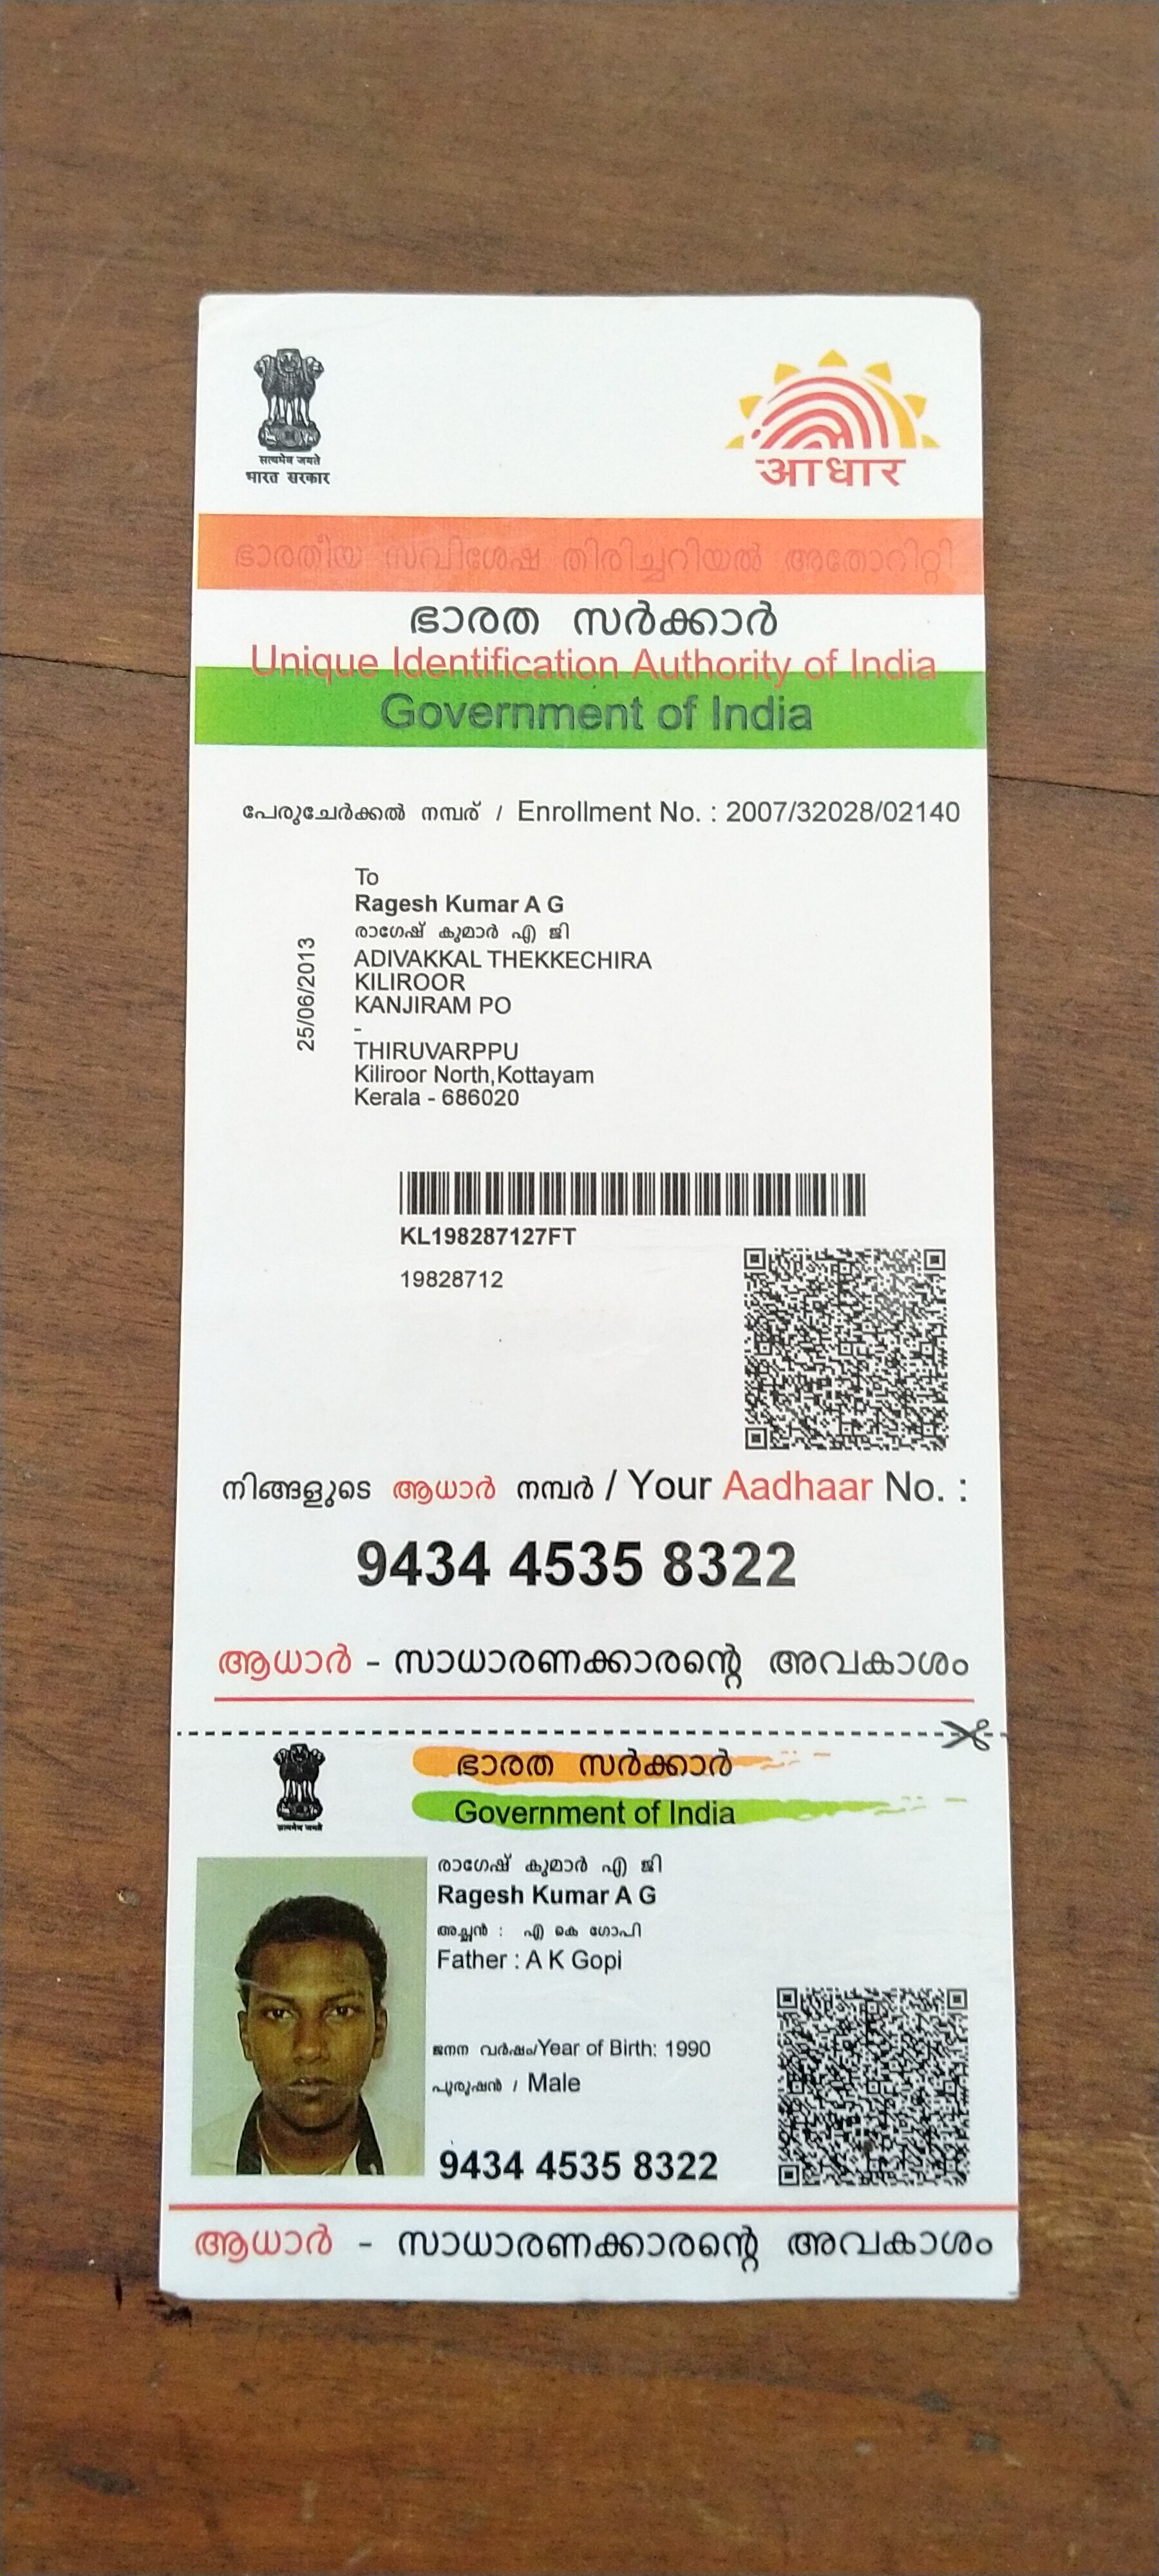 सत्यमेव जयते
भारत सरकार
आधार
ഭാരതീയ സവിശേഷ തിരിച്ചറിയൽ അതോറിറ്റി
ഭാരത സർക്കാർ
Unique Identification Authority of India
Government of India
പേരുചേർക്കൽ നമ്പര് / Enrollment No. : 2007/32028/02140
To
Ragesh Kumar A G
രാഗേഷ് കുമാർ എ ജി
ADIVAKKAL THEKKECHIRA
KILIROOR
KANJIRAM PO
-
THIRUVARPPU
Kiliroor North,Kottayam
Kerala - 686020
25/06/2013
KL198287127FT
19828712
നിങ്ങളുടെ ആധാർ നമ്പർ / Your Aadhaar No. :
9434 4535 8322
ആധാർ - സാധാരണക്കാരന്റെ അവകാശം
सत्यमेव जयते
ഭാരത സർക്കാർ
Government of India
രാഗേഷ് കുമാർ എ ജി
Ragesh Kumar A G
അച്ഛൻ : എ കെ ഗോപി
Father : A K Gopi
ജനന വർഷം/Year of Birth: 1990
പുരുഷൻ / Male
9434 4535 8322
ആധാർ - സാധാരണക്കാരന്റെ അവകാശം